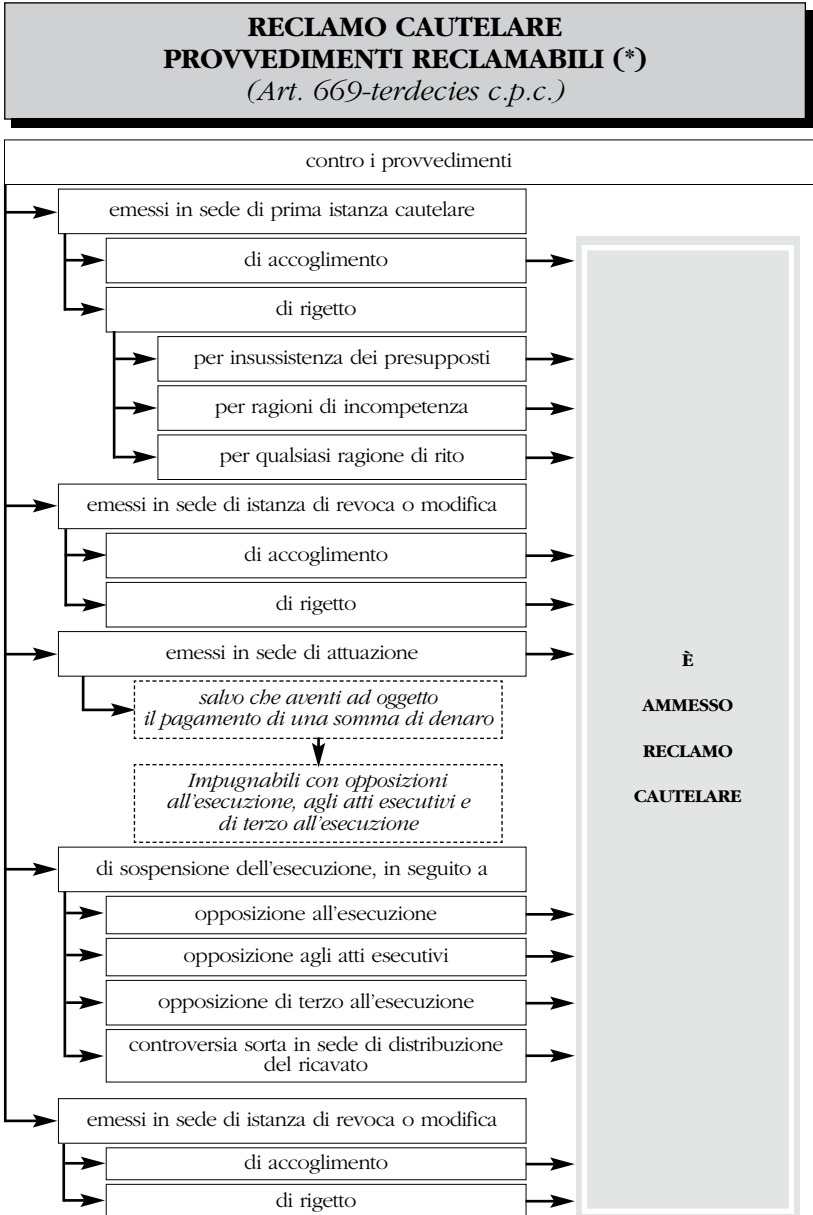 RECLAMO CAUTELARE
PROVVEDIMENTI RECLAMABILI (*)
(Art. 669-terdecies c.p.c.)
contro i provvedimenti
emessi in sede di prima istanza cautelare
di accoglimento
di rigetto
per insussistenza dei presupposti
per ragioni di incompetenza
per qualsiasi ragione di rito
emessi in sede di istanza di revoca o modifica
di accoglimento
di rigetto
emessi in sede di attuazione
salvo che aventi ad oggetto
il pagamento di una somma di denaro
Impugnabili con opposizioni
all'esecuzione, agli atti esecutivi e
di terzo all'esecuzione
di sospensione dell'esecuzione, in seguito a
opposizione all'esecuzione
opposizione agli atti esecutivi
opposizione di terzo all'esecuzione
controversia sorta in sede di distribuzione
del ricavato
emessi in sede di istanza di revoca o modifica
di accoglimento
di rigetto
È
AMMESSO
RECLAMO
CAUTELARE